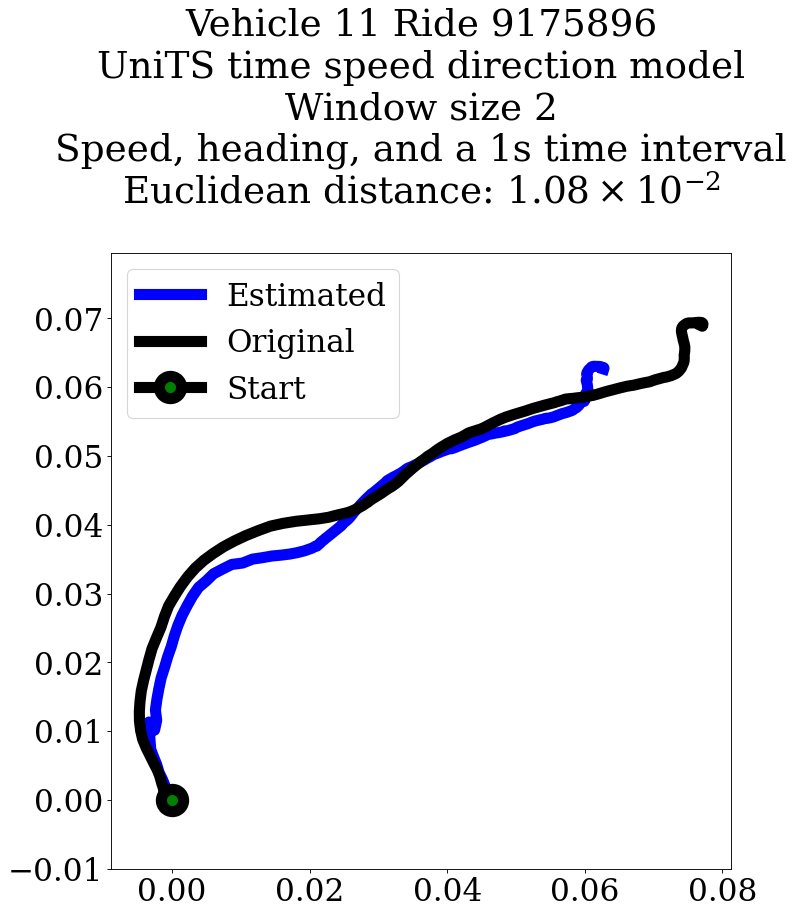 Vehicle 11 Ride 9175896
UniTS time speed direction model
Window size 2
Speed, heading, and a 1s time interval
Euclidean distance: 1.08 × 10⁻²
Estimated
Original
Start
0.07
0.06
0.05
0.04
0.03
0.02
0.01
0.00
−0.01
0.00 0.02 0.04 0.06 0.08